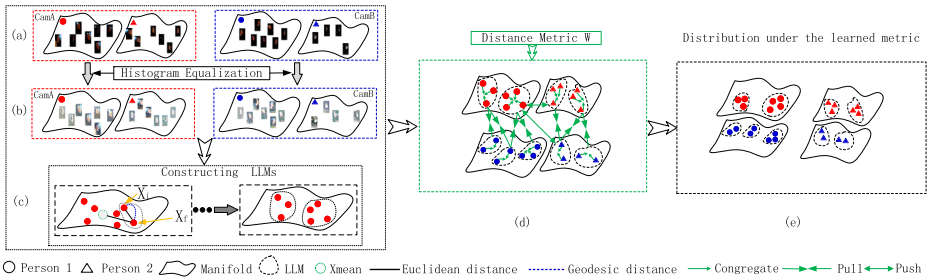 (a)
CamA
CamB
Histogram Equalization
(b)
CamA
CamB
Constructing LLMs
(c)
Xi
Xf
Distance Metric W
(d)
Distribution under the learned metric
(e)
Person 1 Person 2 Manifold LLM Xmean Euclidean distance Geodesic distance Congregate Pull Push